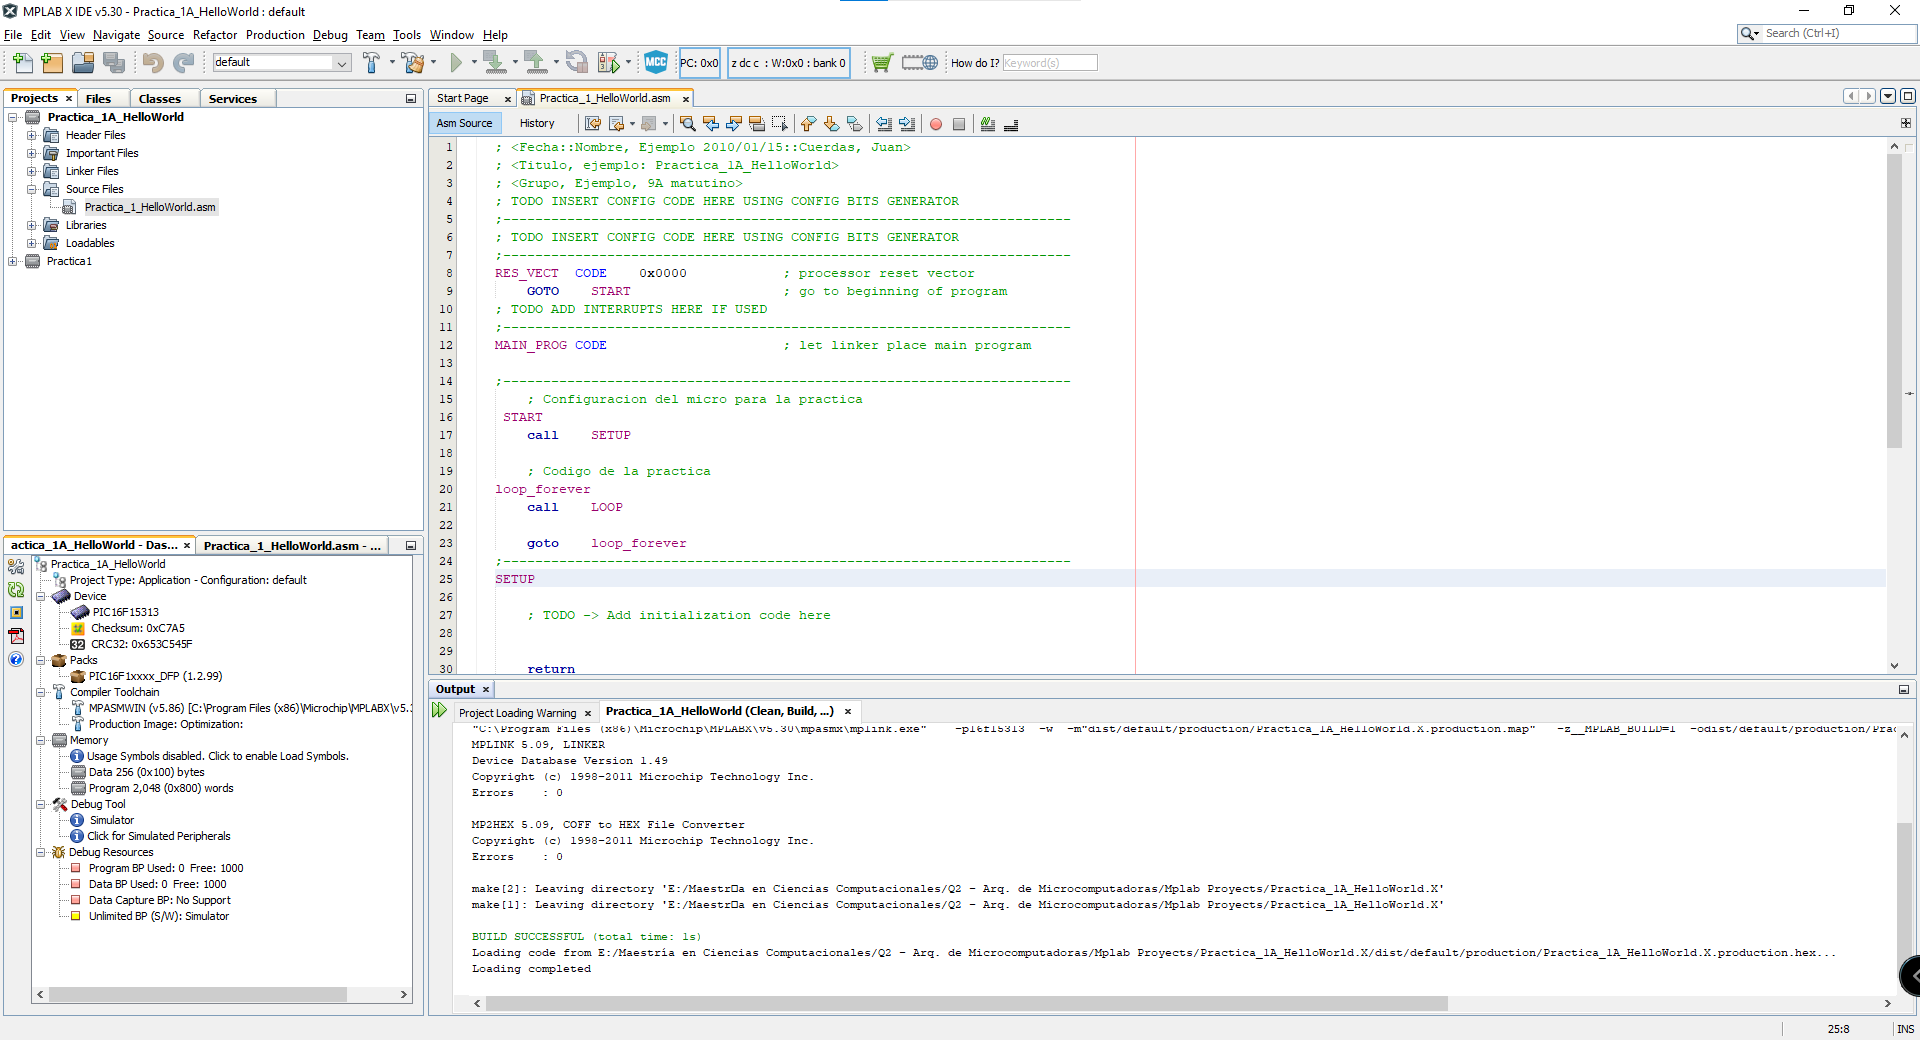 MPLAB X IDE v5.30 - Practica_1A_HelloWorld : default
File Edit View Navigate Source Refactor Production Debug Team Tools Window Help
Search (Ctrl+I)
default
MCC
PC: 0x0
z dc c : W:0x0 : bank 0
How do I? Keyword(s)
Projects Files Classes Services
Practica_1A_HelloWorld
Header Files
Important Files
Linker Files
Source Files
Practica_1_HelloWorld.asm
Libraries
Loadables
Practica1
Start Page Practica_1_HelloWorld.asm
Asm Source History
1 ; <Fecha::Nombre, Ejemplo 2010/01/15::Cuerdas, Juan>
2 ; <Titulo, ejemplo: Practica_1A_HelloWorld>
3 ; <Grupo, Ejemplo, 9A matutino>
4 ; TODO INSERT CONFIG CODE HERE USING CONFIG BITS GENERATOR
5 ;-----------------------------------------------------------------------
6 ; TODO INSERT CONFIG CODE HERE USING CONFIG BITS GENERATOR
7 ;-----------------------------------------------------------------------
8 RES_VECT CODE 0x0000 ; processor reset vector
9 GOTO START ; go to beginning of program
10 ; TODO ADD INTERRUPTS HERE IF USED
11 ;-----------------------------------------------------------------------
12 MAIN_PROG CODE ; let linker place main program
13
14 ;-----------------------------------------------------------------------
15 ; Configuracion del micro para la practica
16 START
17 call SETUP
18
19 ; Codigo de la practica
20 loop_forever
21 call LOOP
22
23 goto loop_forever
24 ;-----------------------------------------------------------------------
25 SETUP
26
27 ; TODO -> Add initialization code here
28
29
30 return
actica_1A_HelloWorld - Das... Practica_1_HelloWorld.asm - ...
Practica_1A_HelloWorld
Project Type: Application - Configuration: default
Device
PIC16F15313
Checksum: 0xC7A5
32 CRC32: 0x653C545F
Packs
PIC16F1xxxx_DFP (1.2.99)
Compiler Toolchain
MPASMWIN (v5.86) [C:\Program Files (x86)\Microchip\MPLABX\v5.
Production Image: Optimization:
Memory
Usage Symbols disabled. Click to enable Load Symbols.
Data 256 (0x100) bytes
Program 2,048 (0x800) words
Debug Tool
Simulator
Click for Simulated Peripherals
Debug Resources
Program BP Used: 0 Free: 1000
Data BP Used: 0 Free: 1000
Data Capture BP: No Support
Unlimited BP (S/W): Simulator
Output
Project Loading Warning Practica_1A_HelloWorld (Clean, Build, ...)
"C:\Program Files (x86)\Microchip\MPLABX\v5.30\mpasmx\mplink.exe" -p16f15313 -w -m"dist/default/production/Practica_1A_HelloWorld.X.production.map" -z__MPLAB_BUILD=1 -odist/default/production/Prac
MPLINK 5.09, LINKER
Device Database Version 1.49
Copyright (c) 1998-2011 Microchip Technology Inc.
Errors : 0
MP2HEX 5.09, COFF to HEX File Converter
Copyright (c) 1998-2011 Microchip Technology Inc.
Errors : 0
make[2]: Leaving directory 'E:/Maestr□a en Ciencias Computacionales/Q2 - Arq. de Microcomputadoras/Mplab Proyects/Practica_1A_HelloWorld.X'
make[1]: Leaving directory 'E:/Maestr□a en Ciencias Computacionales/Q2 - Arq. de Microcomputadoras/Mplab Proyects/Practica_1A_HelloWorld.X'
BUILD SUCCESSFUL (total time: 1s)
Loading code from E:/Maestría en Ciencias Computacionales/Q2 - Arq. de Microcomputadoras/Mplab Proyects/Practica_1A_HelloWorld.X/dist/default/production/Practica_1A_HelloWorld.X.production.hex...
Loading completed
25:8 INS